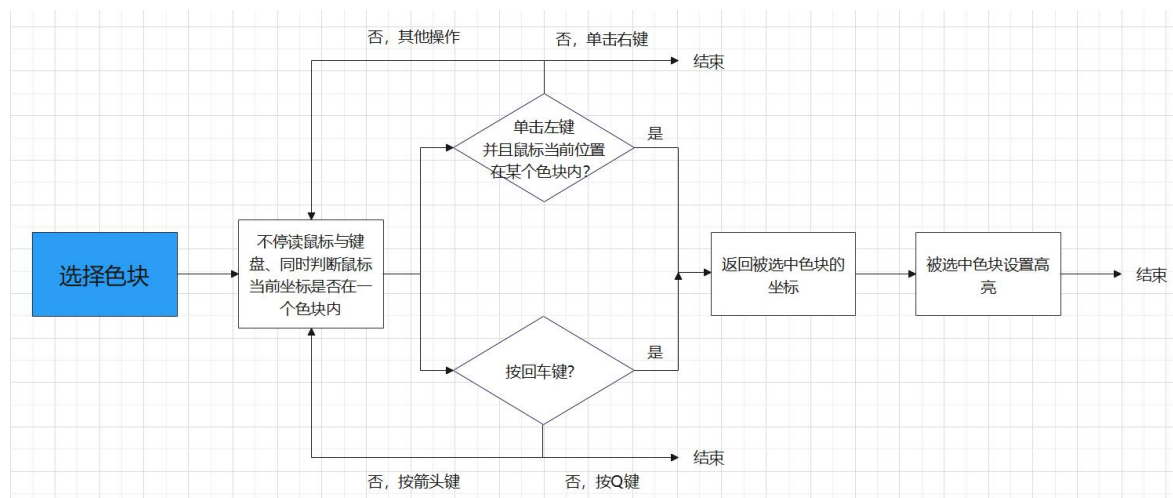 否，其他操作
否，单击右键
结束
单击左键
并且鼠标当前位置
在某个色块内？
是
选择色块
不停读鼠标与键
盘、同时判断鼠标
当前坐标是否在一
个色块内
返回被选中色块的
坐标
被选中色块设置高
亮
结束
按回车键？
是
结束
否，按箭头键
否，按Q键